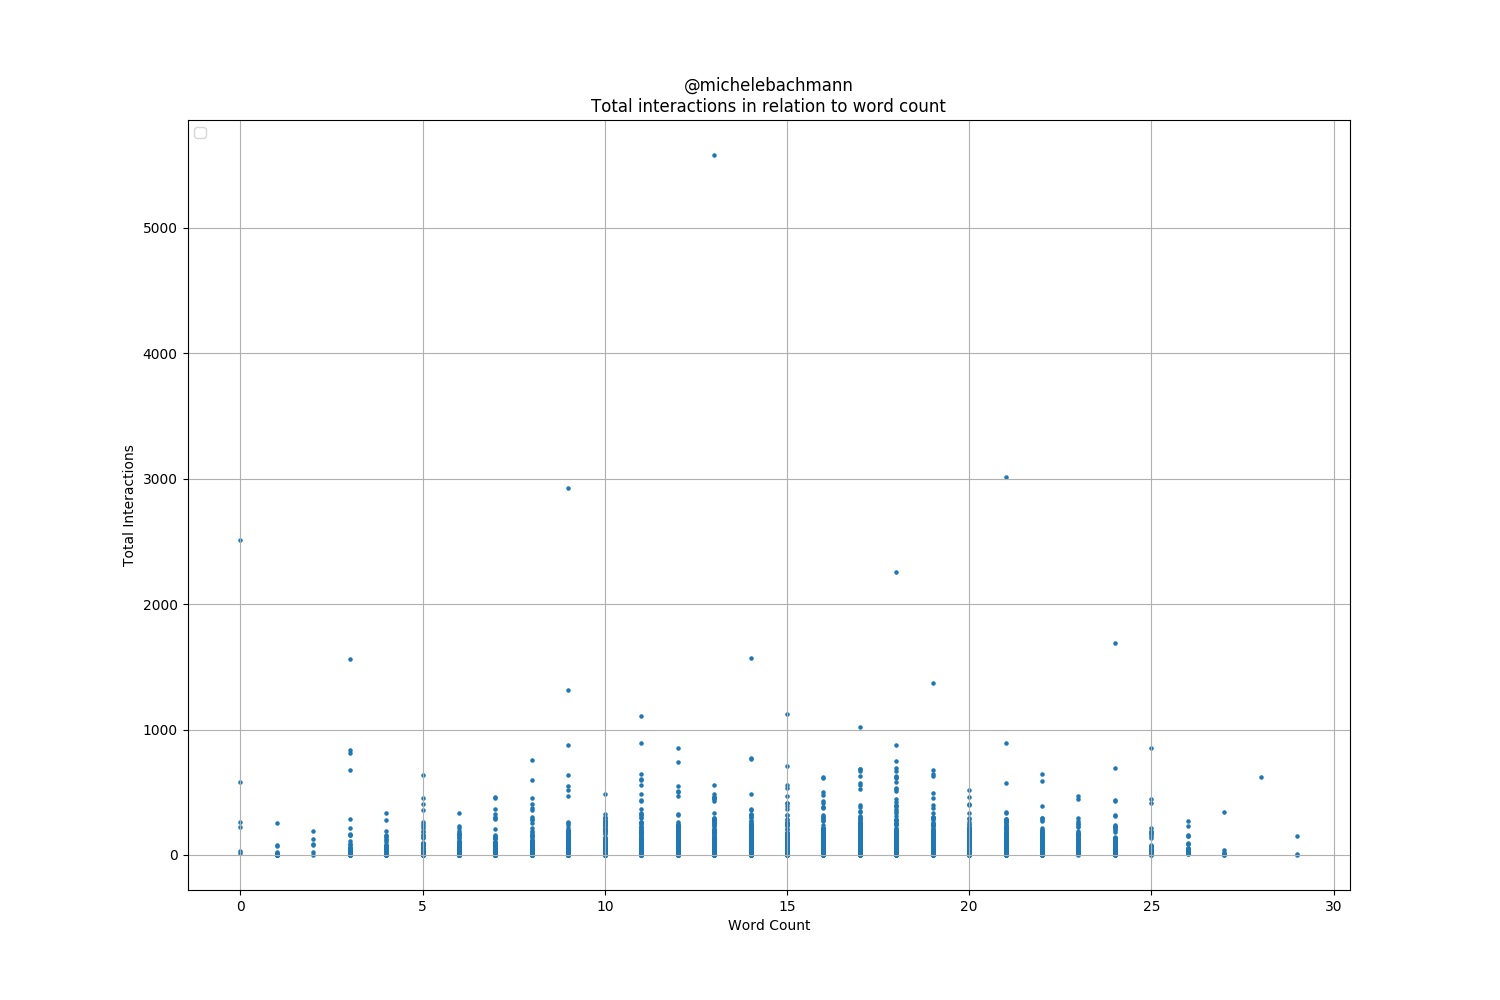 @michelebachmann
Total interactions in relation to word count
5000
4000
3000
2000
1000
0
Total Interactions
0 5 10 15 20 25 30
Word Count